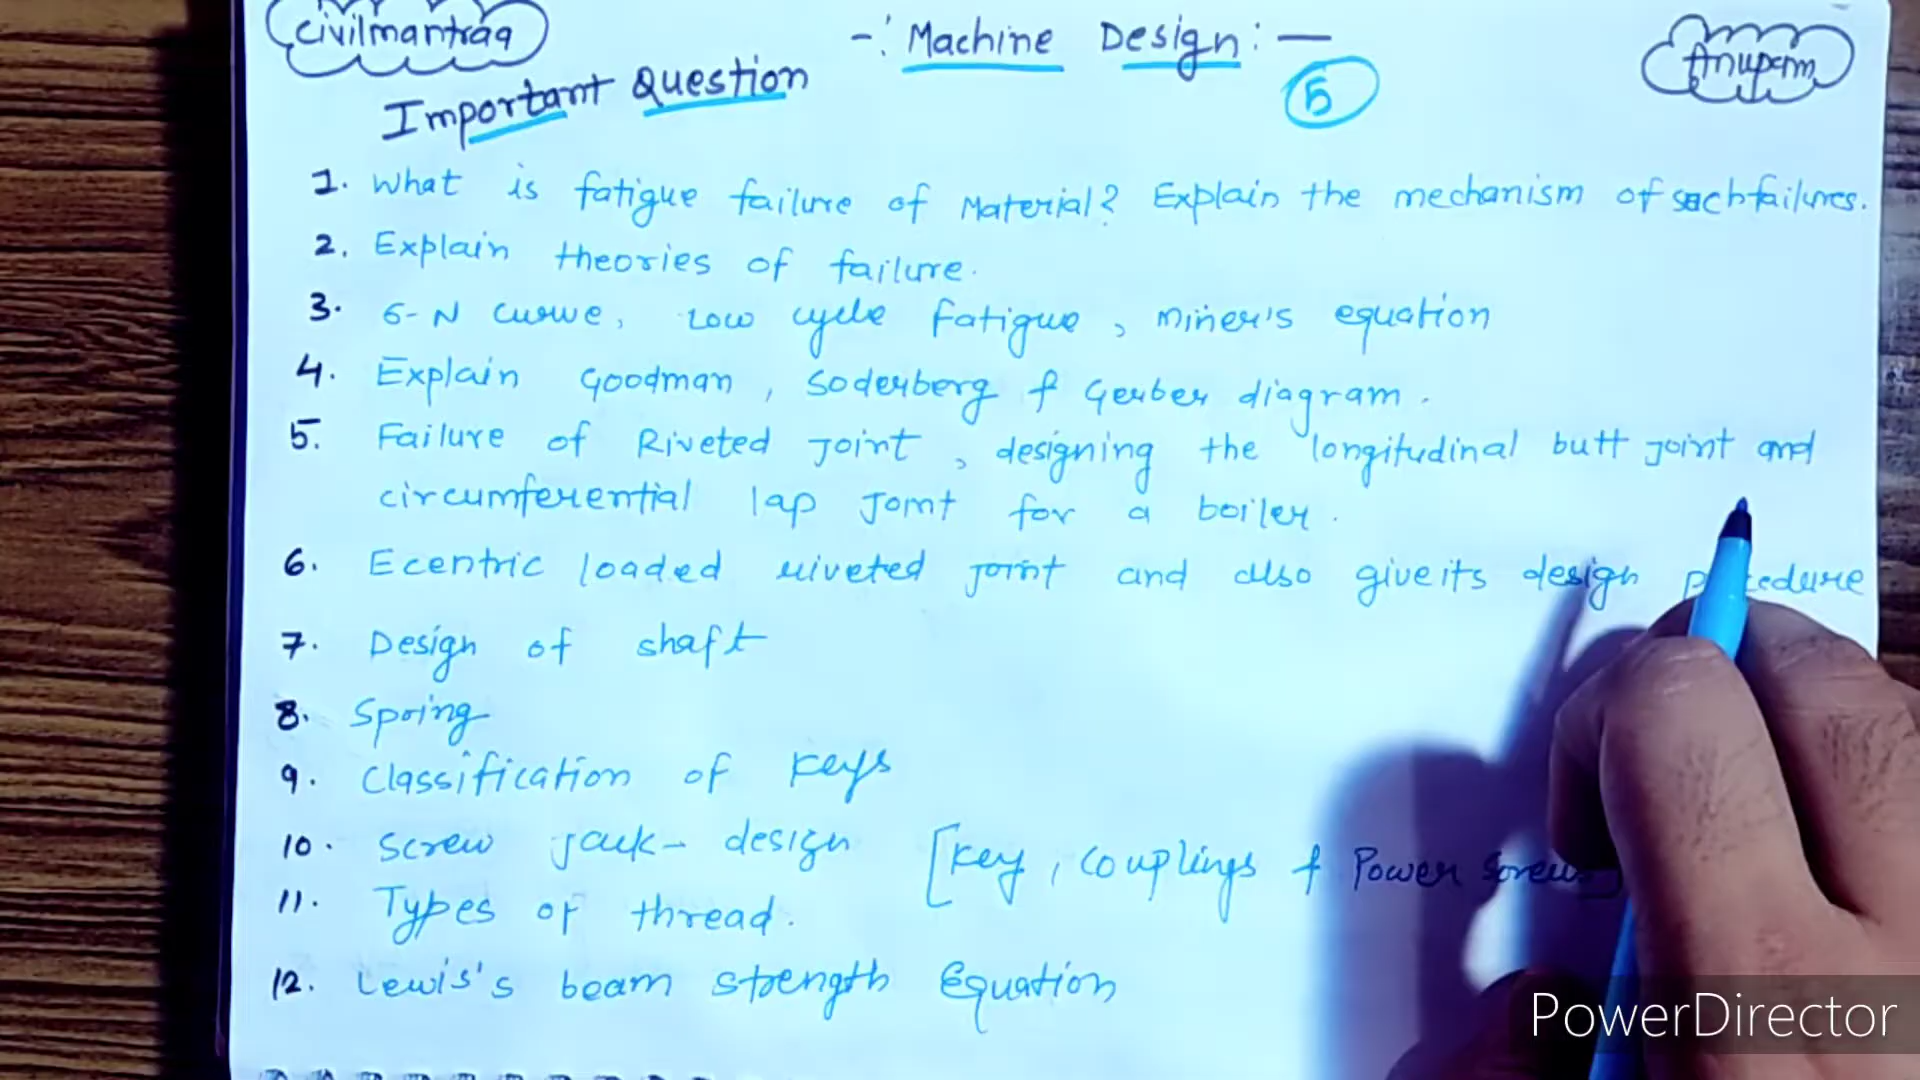 civilmantraa
-: Machine Design :-
Anupam
Important Question
5
1. What is fatigue failure of Material? Explain the mechanism of such failures.
2. Explain theories of failure.
3. S-N curve, Low cycle fatigue, Miner's equation
4. Explain Goodman, Soderberg & Gerber diagram.
5. Failure of Riveted Joint, designing the longitudinal butt joint and
circumferential lap Joint for a boiler.
6. Ecentric loaded riveted joint and also give its design procedure
7. Design of shaft
8. Spring
9. Classification of keys
10. Screw jack - design [key, couplings & Power Screws]
11. Types of thread.
12. Lewis's beam strength Equation
PowerDirector